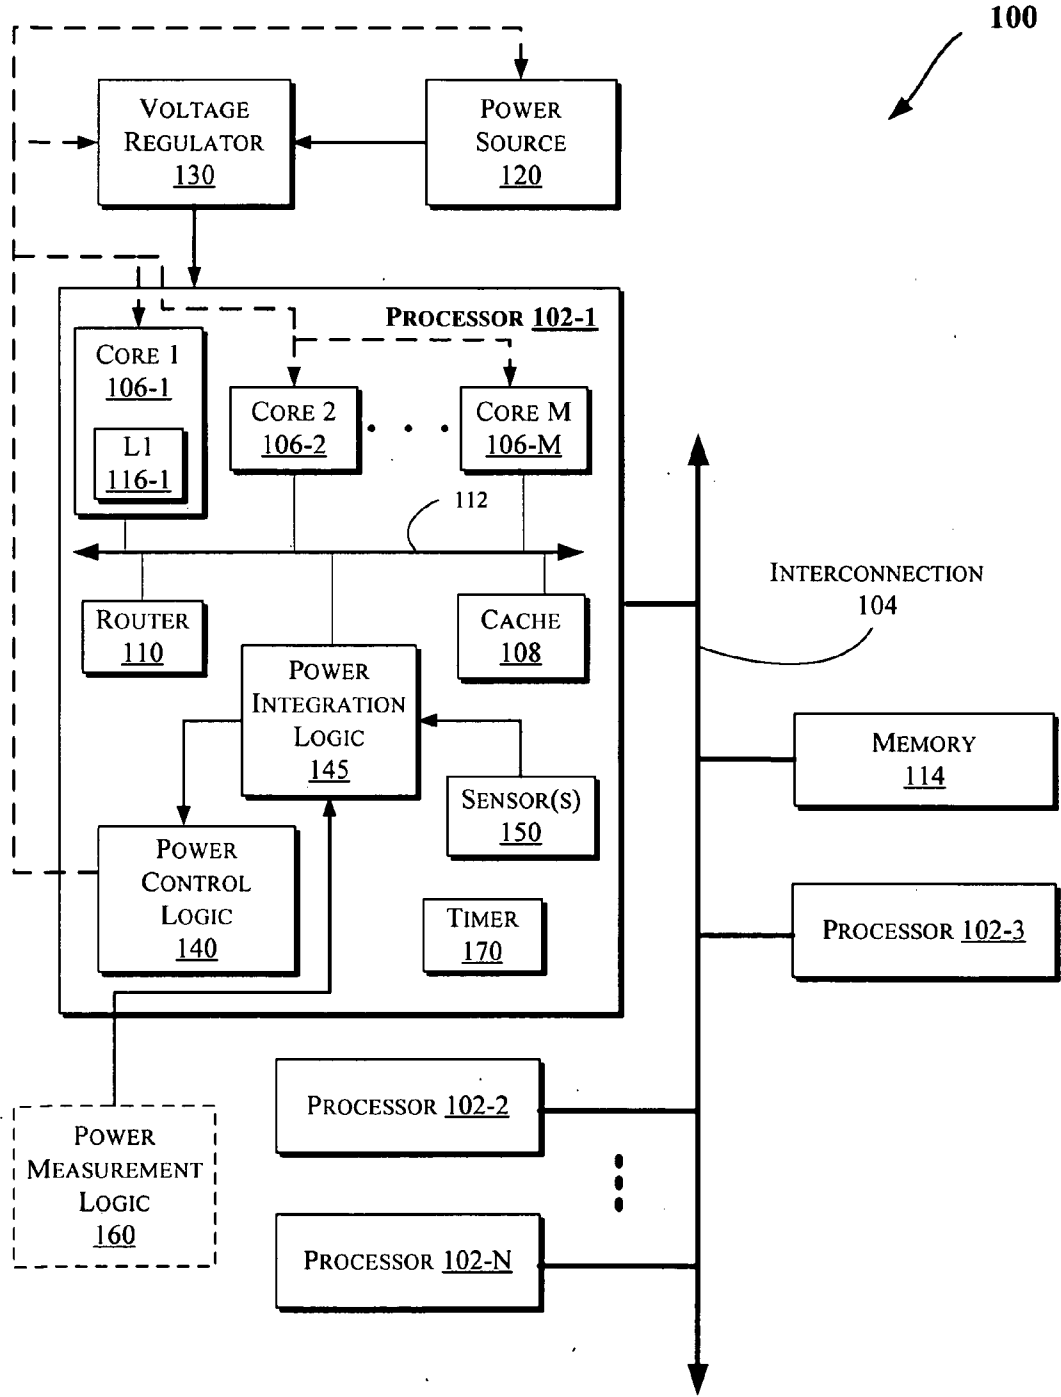 100
VOLTAGE
REGULATOR
130
POWER
SOURCE
120
PROCESSOR 102-1
CORE 1
106-1
L1
116-1
CORE 2
106-2
CORE M
106-M
112
ROUTER
110
CACHE
108
POWER
INTEGRATION
LOGIC
145
SENSOR(S)
150
POWER
CONTROL
LOGIC
140
TIMER
170
INTERCONNECTION
104
MEMORY
114
PROCESSOR 102-3
PROCESSOR 102-2
PROCESSOR 102-N
POWER
MEASUREMENT
LOGIC
160